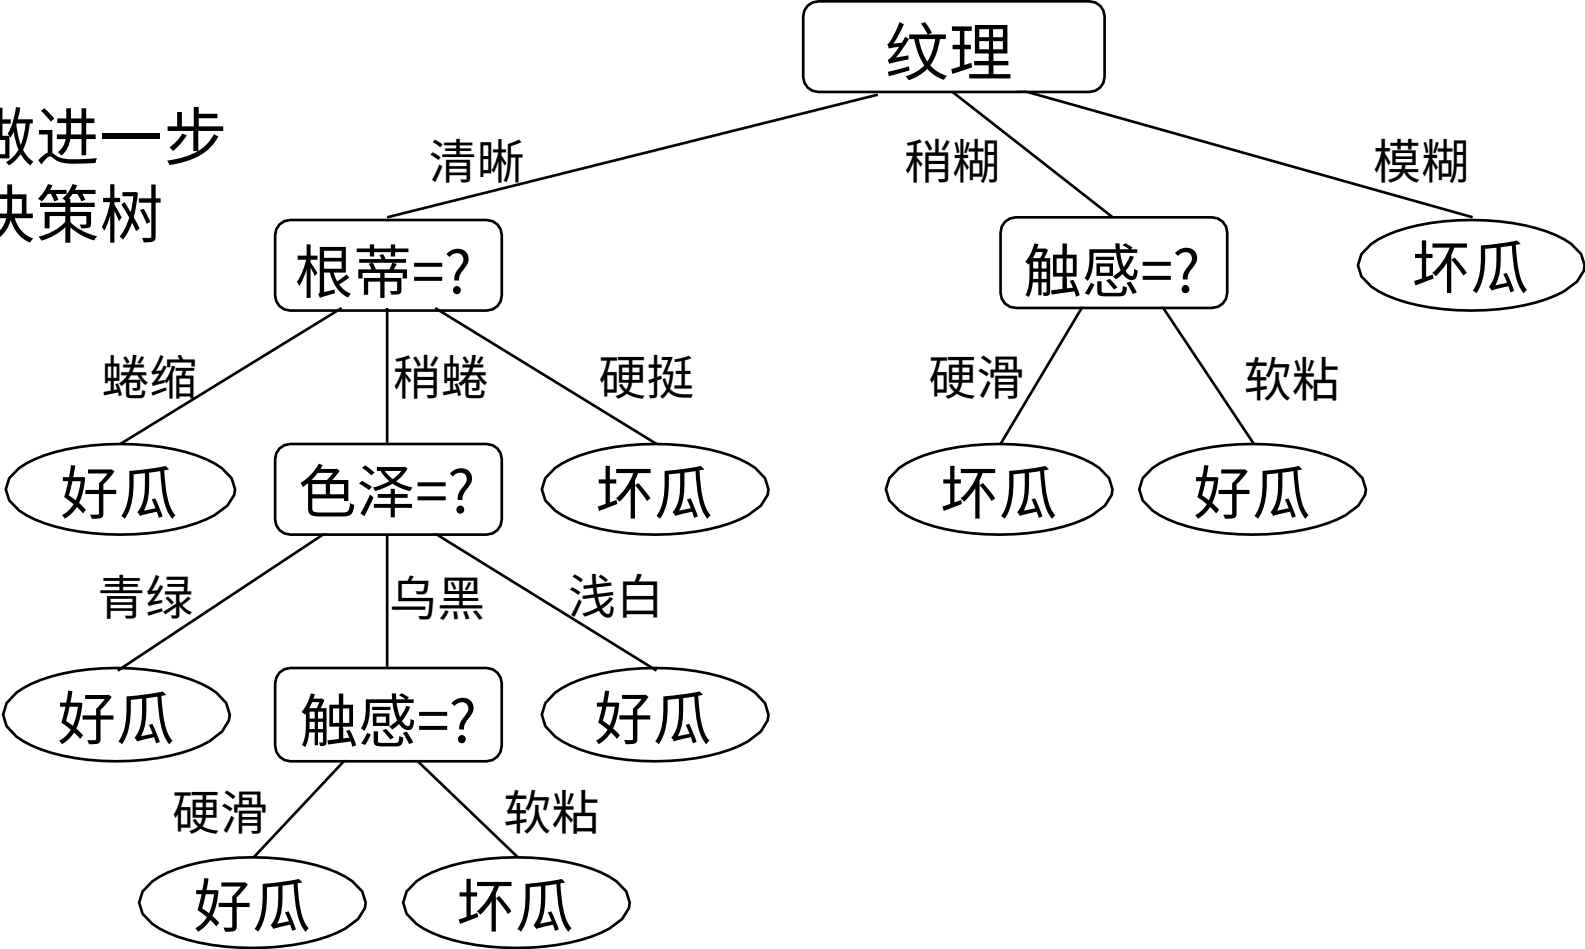 纹理
做进一步
决策树
清晰
稍糊
模糊
根蒂=?
触感=?
坏瓜
蜷缩
稍蜷
硬挺
硬滑
软粘
好瓜
色泽=?
坏瓜
坏瓜
好瓜
青绿
乌黑
浅白
好瓜
触感=?
好瓜
硬滑
软粘
好瓜
坏瓜